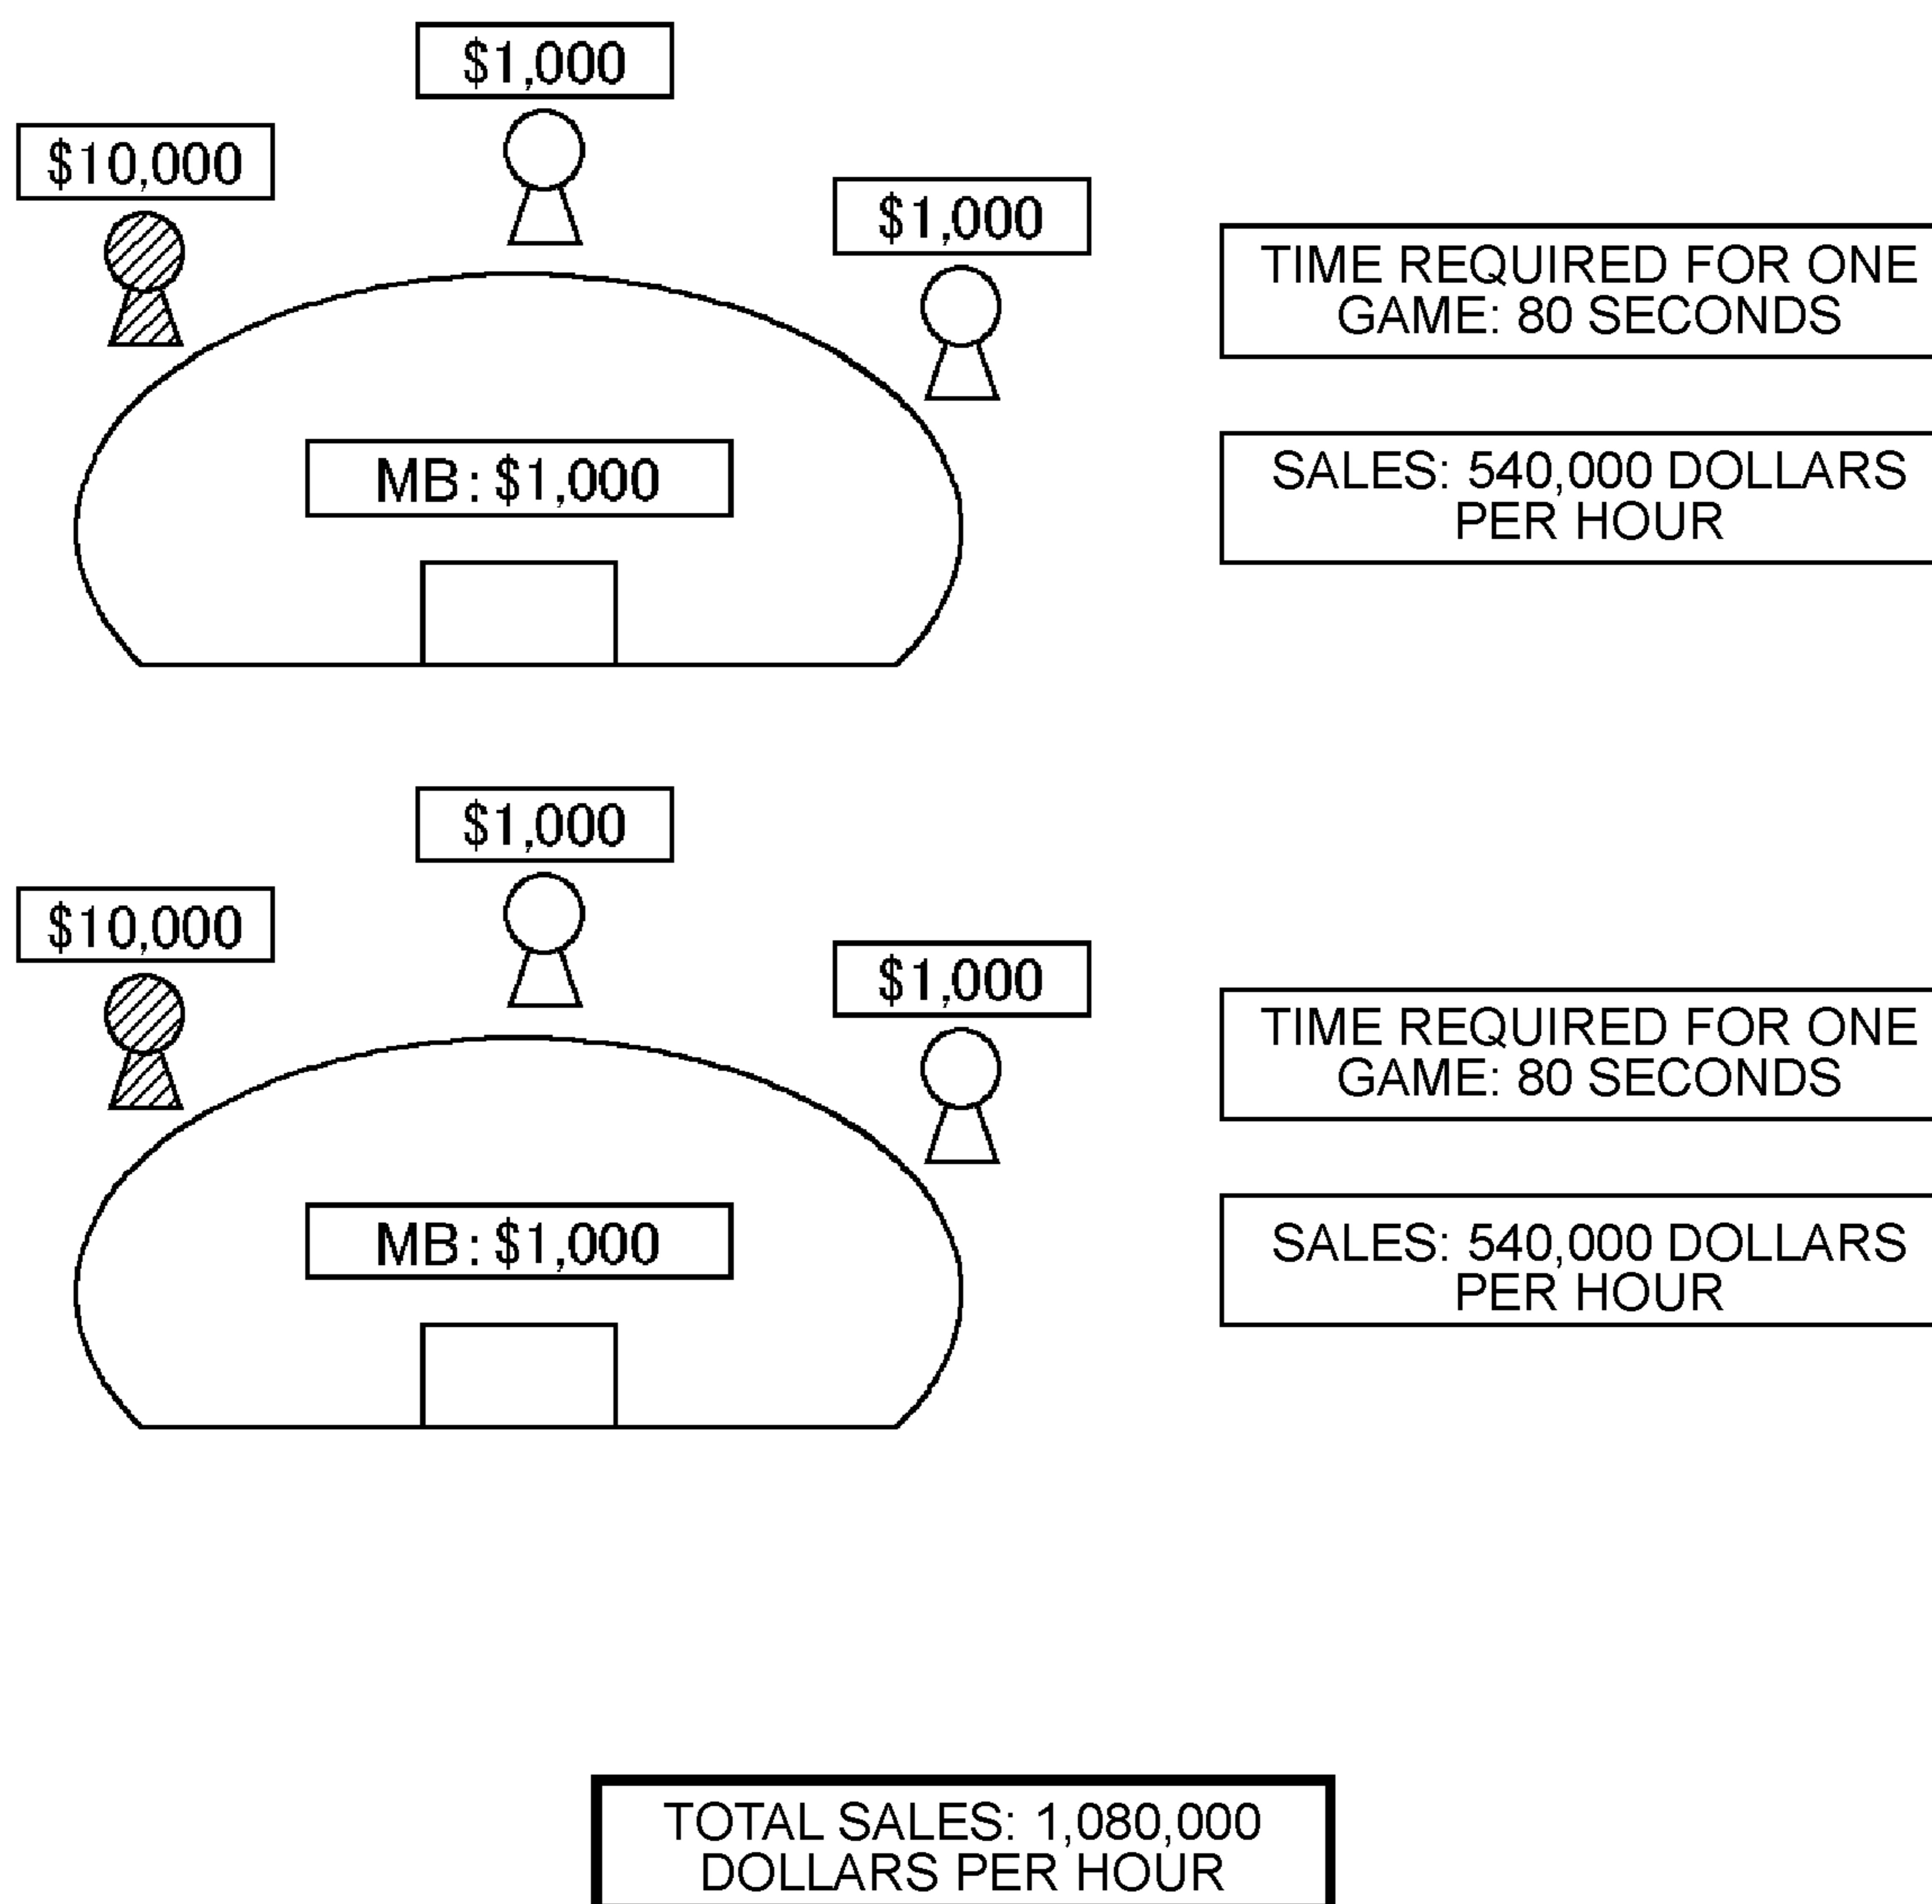 $1,000
$10,000
$1,000
TIME REQUIRED FOR ONE
GAME: 80 SECONDS
MB: $1,000
SALES: 540,000 DOLLARS
PER HOUR
$1,000
$10,000
$1,000
TIME REQUIRED FOR ONE
GAME: 80 SECONDS
MB: $1,000
SALES: 540,000 DOLLARS
PER HOUR
TOTAL SALES: 1,080,000
DOLLARS PER HOUR